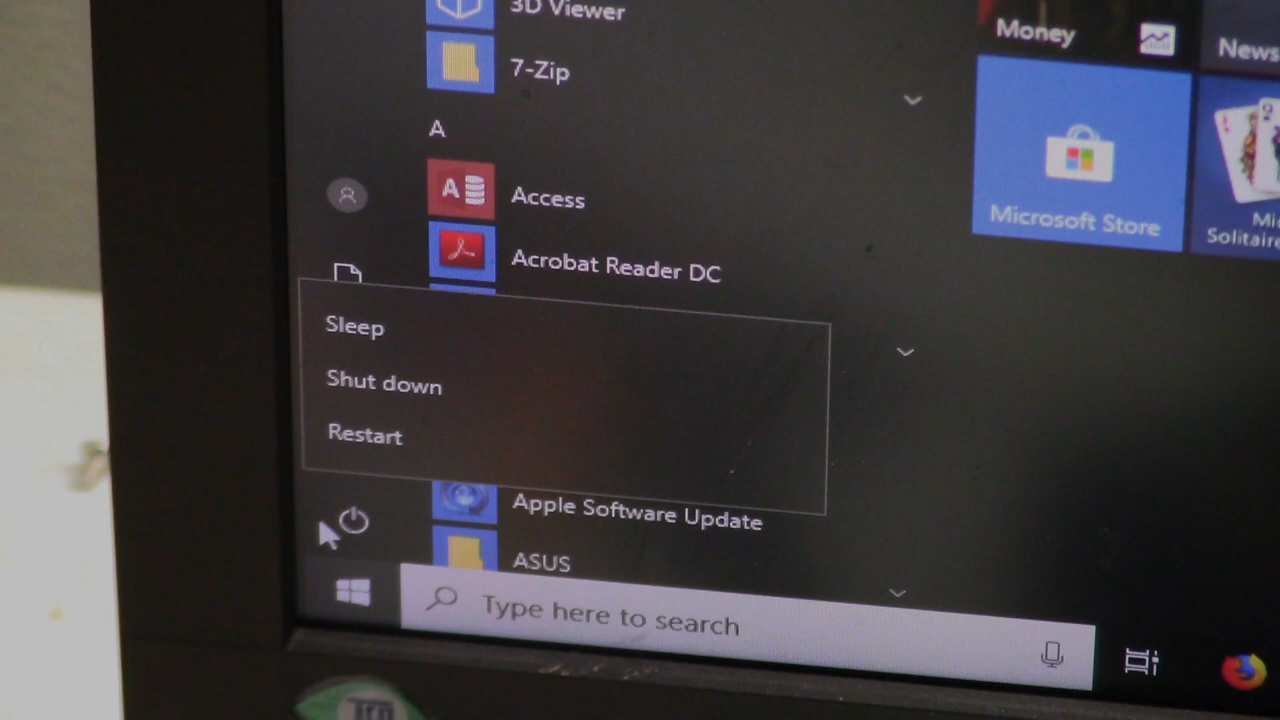 3D Viewer
7-Zip
A
Access
Acrobat Reader DC
Sleep
Shut down
Restart
Apple Software Update
ASUS
Type here to search
Money
News
Microsoft Store
Solitaire